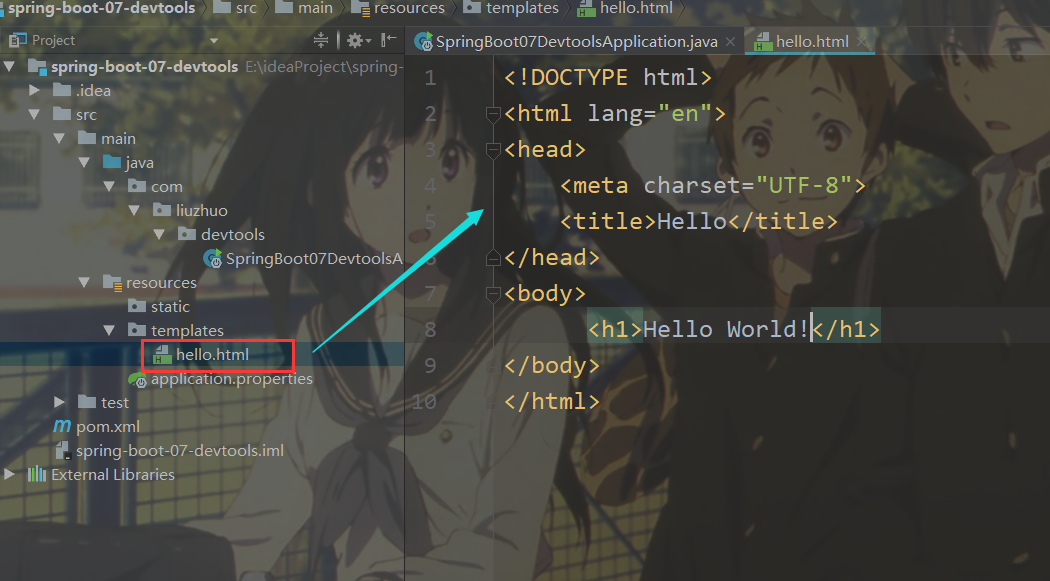 spring-boot-07-devtools src main resources templates hello.html
Project
SpringBoot07DevtoolsApplication.java hello.html
spring-boot-07-devtools E:\ideaProject\spring-
.idea
src
main
java
com
liuzhuo
devtools
SpringBoot07DevtoolsA
resources
static
templates
hello.html
application.properties
test
pom.xml
spring-boot-07-devtools.iml
External Libraries
1 <!DOCTYPE html>
2 <html lang="en">
3 <head>
4 <meta charset="UTF-8">
5 <title>Hello</title>
6 </head>
7 <body>
8 <h1>Hello World!</h1>
9 </body>
10 </html>